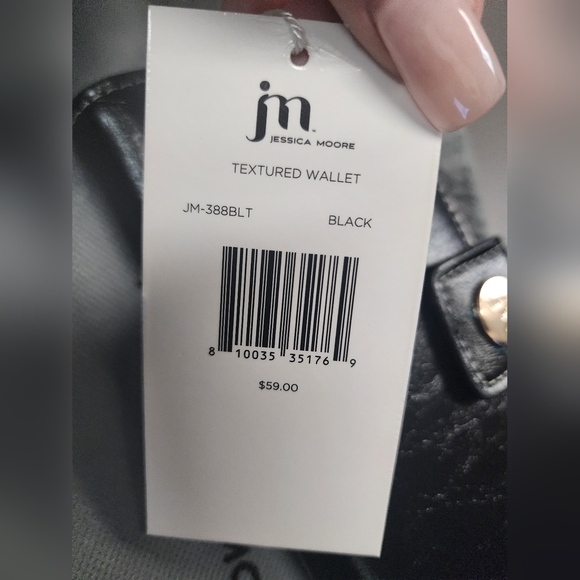 jm
JESSICA MOORE
TEXTURED WALLET
JM-388BLT BLACK
8 10035 35176 9
$59.00